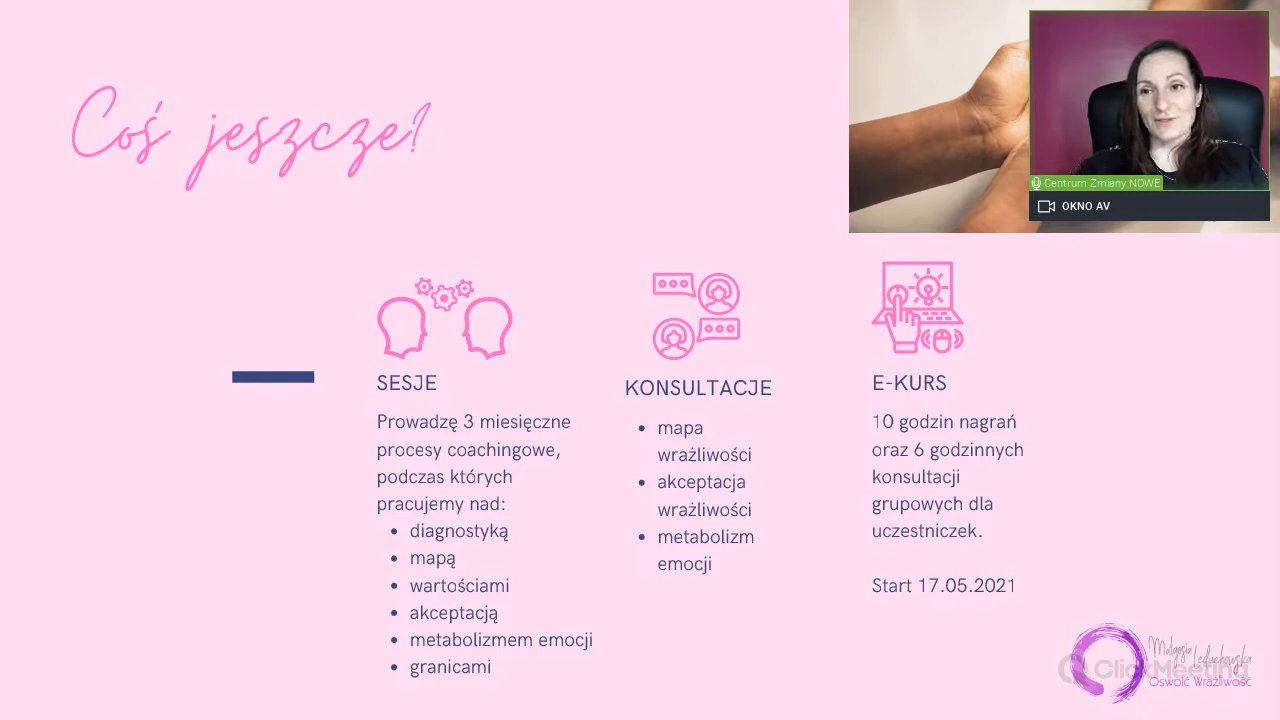 Coś jeszcze?
Centrum Zmiany NOWE
OKNO AV
SESJE
Prowadzę 3 miesięczne
procesy coachingowe,
podczas których
pracujemy nad:
• diagnostyką
• mapą
• wartościami
• akceptacją
• metabolizmem emocji
• granicami
KONSULTACJE
• mapa
wrażliwości
• akceptacja
wrażliwości
• metabolizm
emocji
E-KURS
10 godzin nagrań
oraz 6 godzinnych
konsultacji
grupowych dla
uczestniczek.
Start 17.05.2021
Małgosia Leduchowska
ClickMeeting
Oswoić Wrażliwość